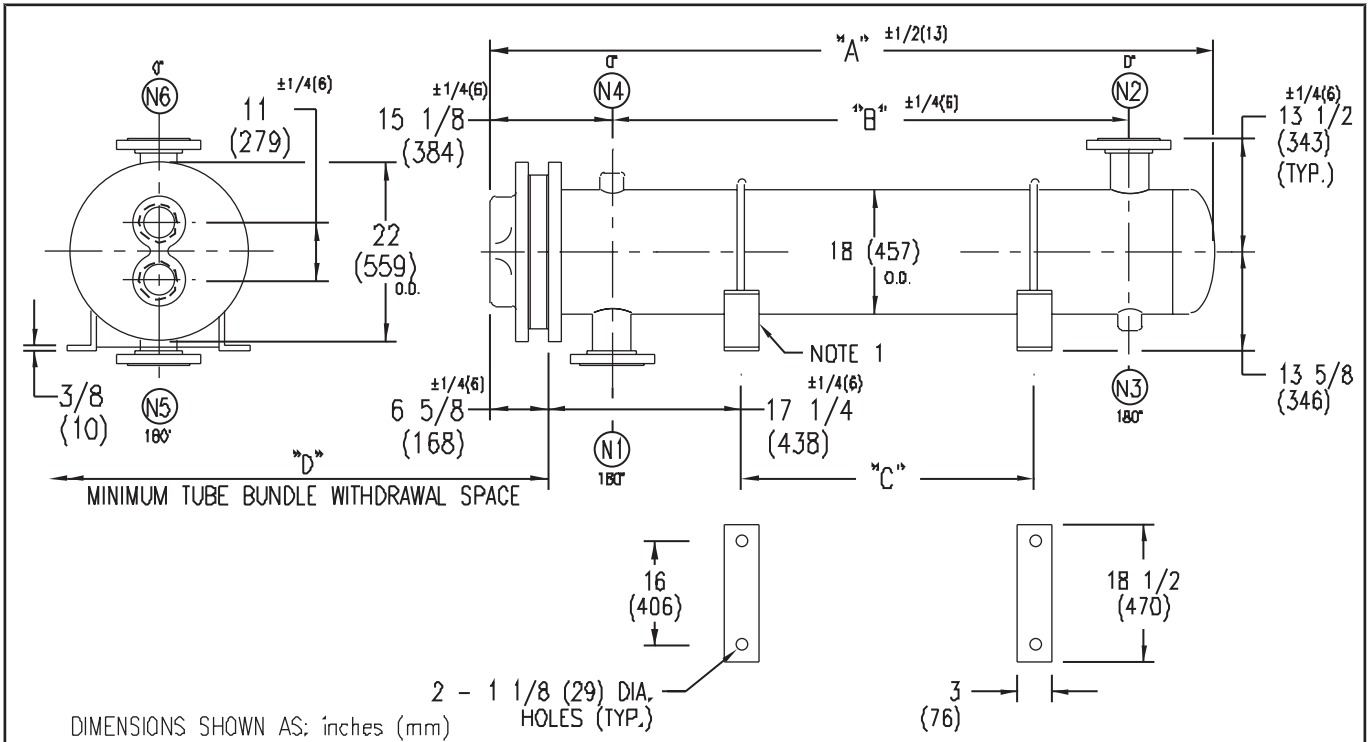 "A" ±1/2(13)
0°
N6
±1/4(6)
11
(279)
±1/4(6)
15 1/8
(384)
0°
N4
"B" ±1/4(6)
N2
±1/4(6)
13 1/2
(343)
(TYP.)
22
(559)
O.D.
18 (457)
O.D.
NOTE 1
3/8
(10)
N5
180°
±1/4(6)
6 5/8
(168)
N1
180°
±1/4(6)
17 1/4
(438)
N3
180°
13 5/8
(346)
"D"
MINIMUM TUBE BUNDLE WITHDRAWAL SPACE
"C"
16
(406)
18 1/2
(470)
2 - 1 1/8 (29) DIA.
HOLES (TYP.)
3
(76)
DIMENSIONS SHOWN AS: inches (mm)